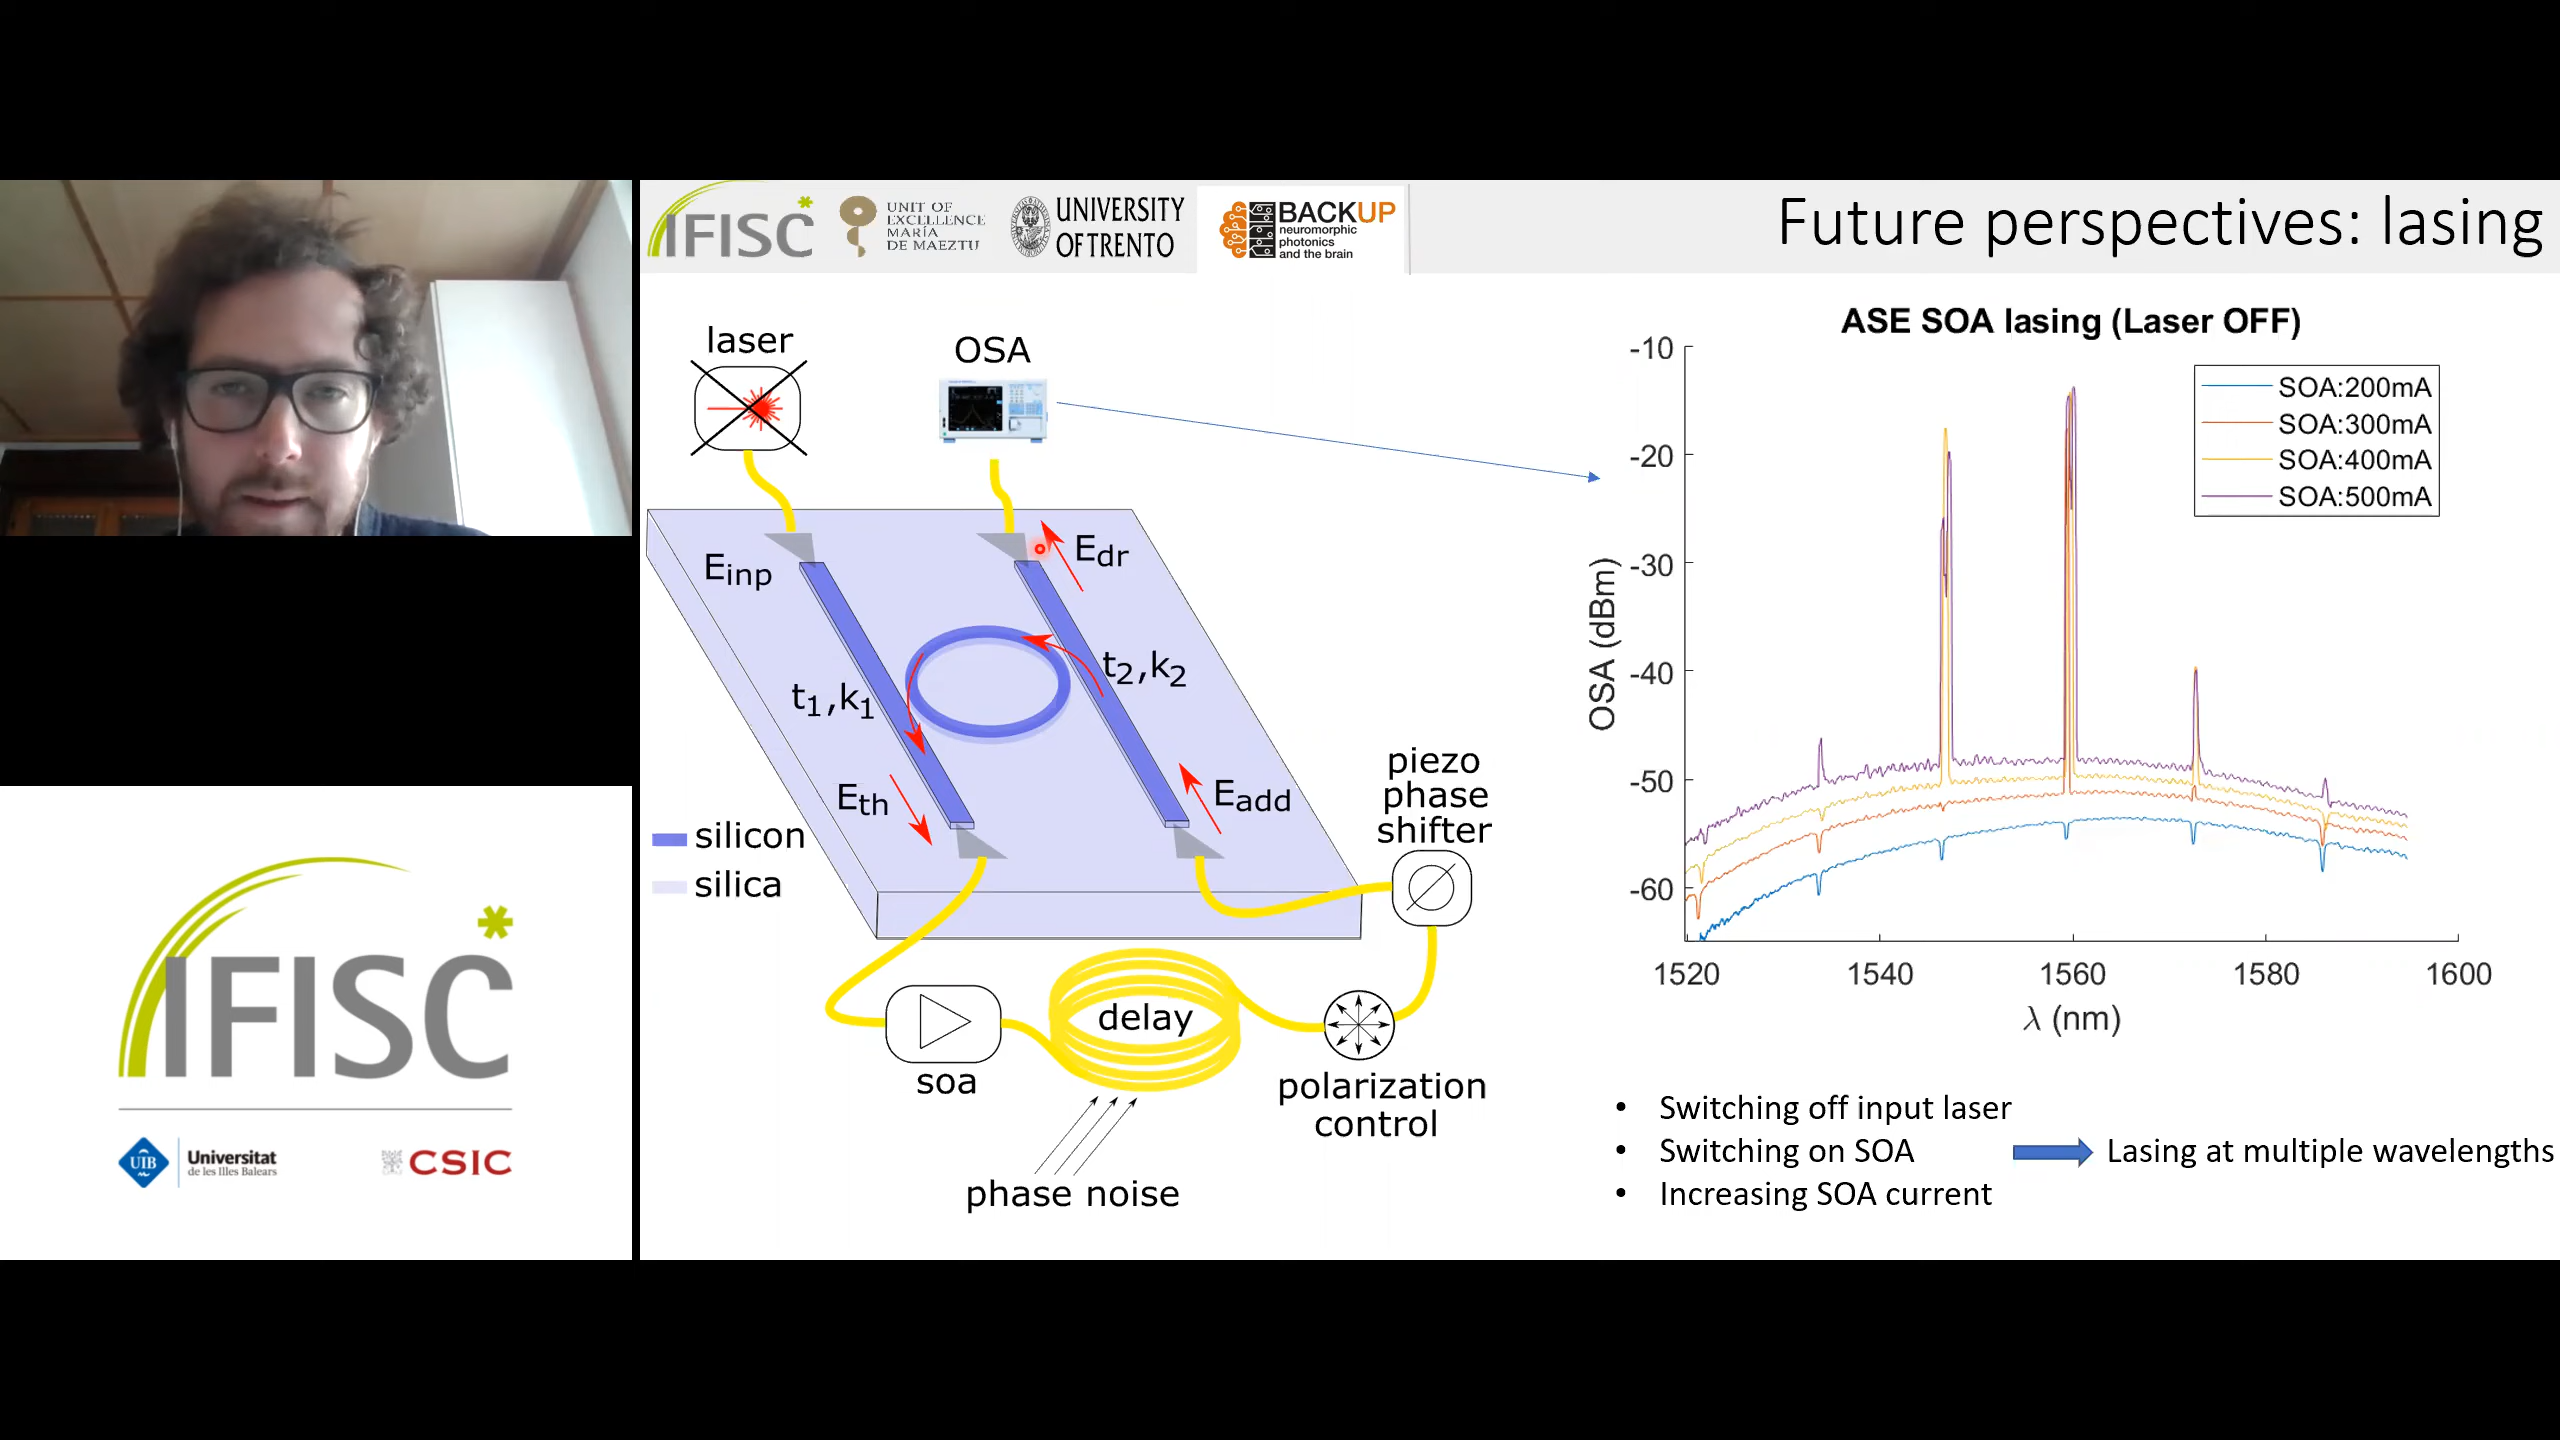 IFISC
UNIT OF
EXCELLENCE
MARÍA
DE MAEZTU
UNIVERSITY
OF TRENTO
BACKUP
neuromorphic
photonics
and the brain
Future perspectives: lasing
laser
OSA
Einp
Edr
t1,k1
t2,k2
Eth
Eadd
silicon
silica
piezo
phase
shifter
soa
delay
polarization
control
phase noise
ASE SOA lasing (Laser OFF)
SOA:200mA
SOA:300mA
SOA:400mA
SOA:500mA
OSA (dBm)
-10
-20
-30
-40
-50
-60
1520
1540
1560
1580
1600
λ (nm)
• Switching off input laser
• Switching on SOA
• Increasing SOA current
Lasing at multiple wavelengths
IFISC
UIB
Universitat
de les Illes Balears
CSIC